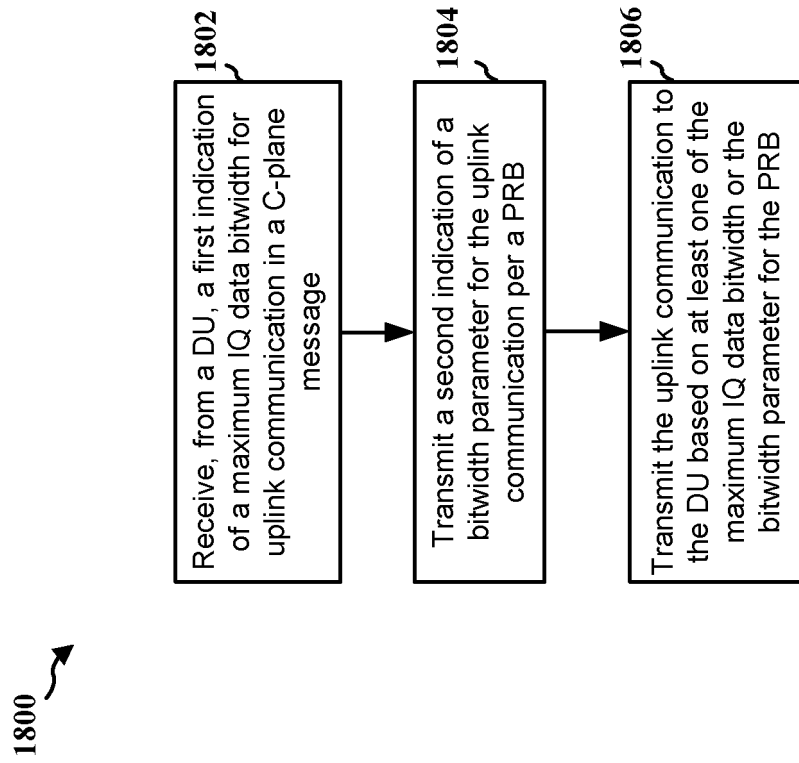 1800
1802
Receive, from a DU, a first indication
of a maximum IQ data bitwidth for
uplink communication in a C-plane
message
1804
Transmit a second indication of a
bitwidth parameter for the uplink
communication per a PRB
1806
Transmit the uplink communication to
the DU based on at least one of the
maximum IQ data bitwidth or the
bitwidth parameter for the PRB